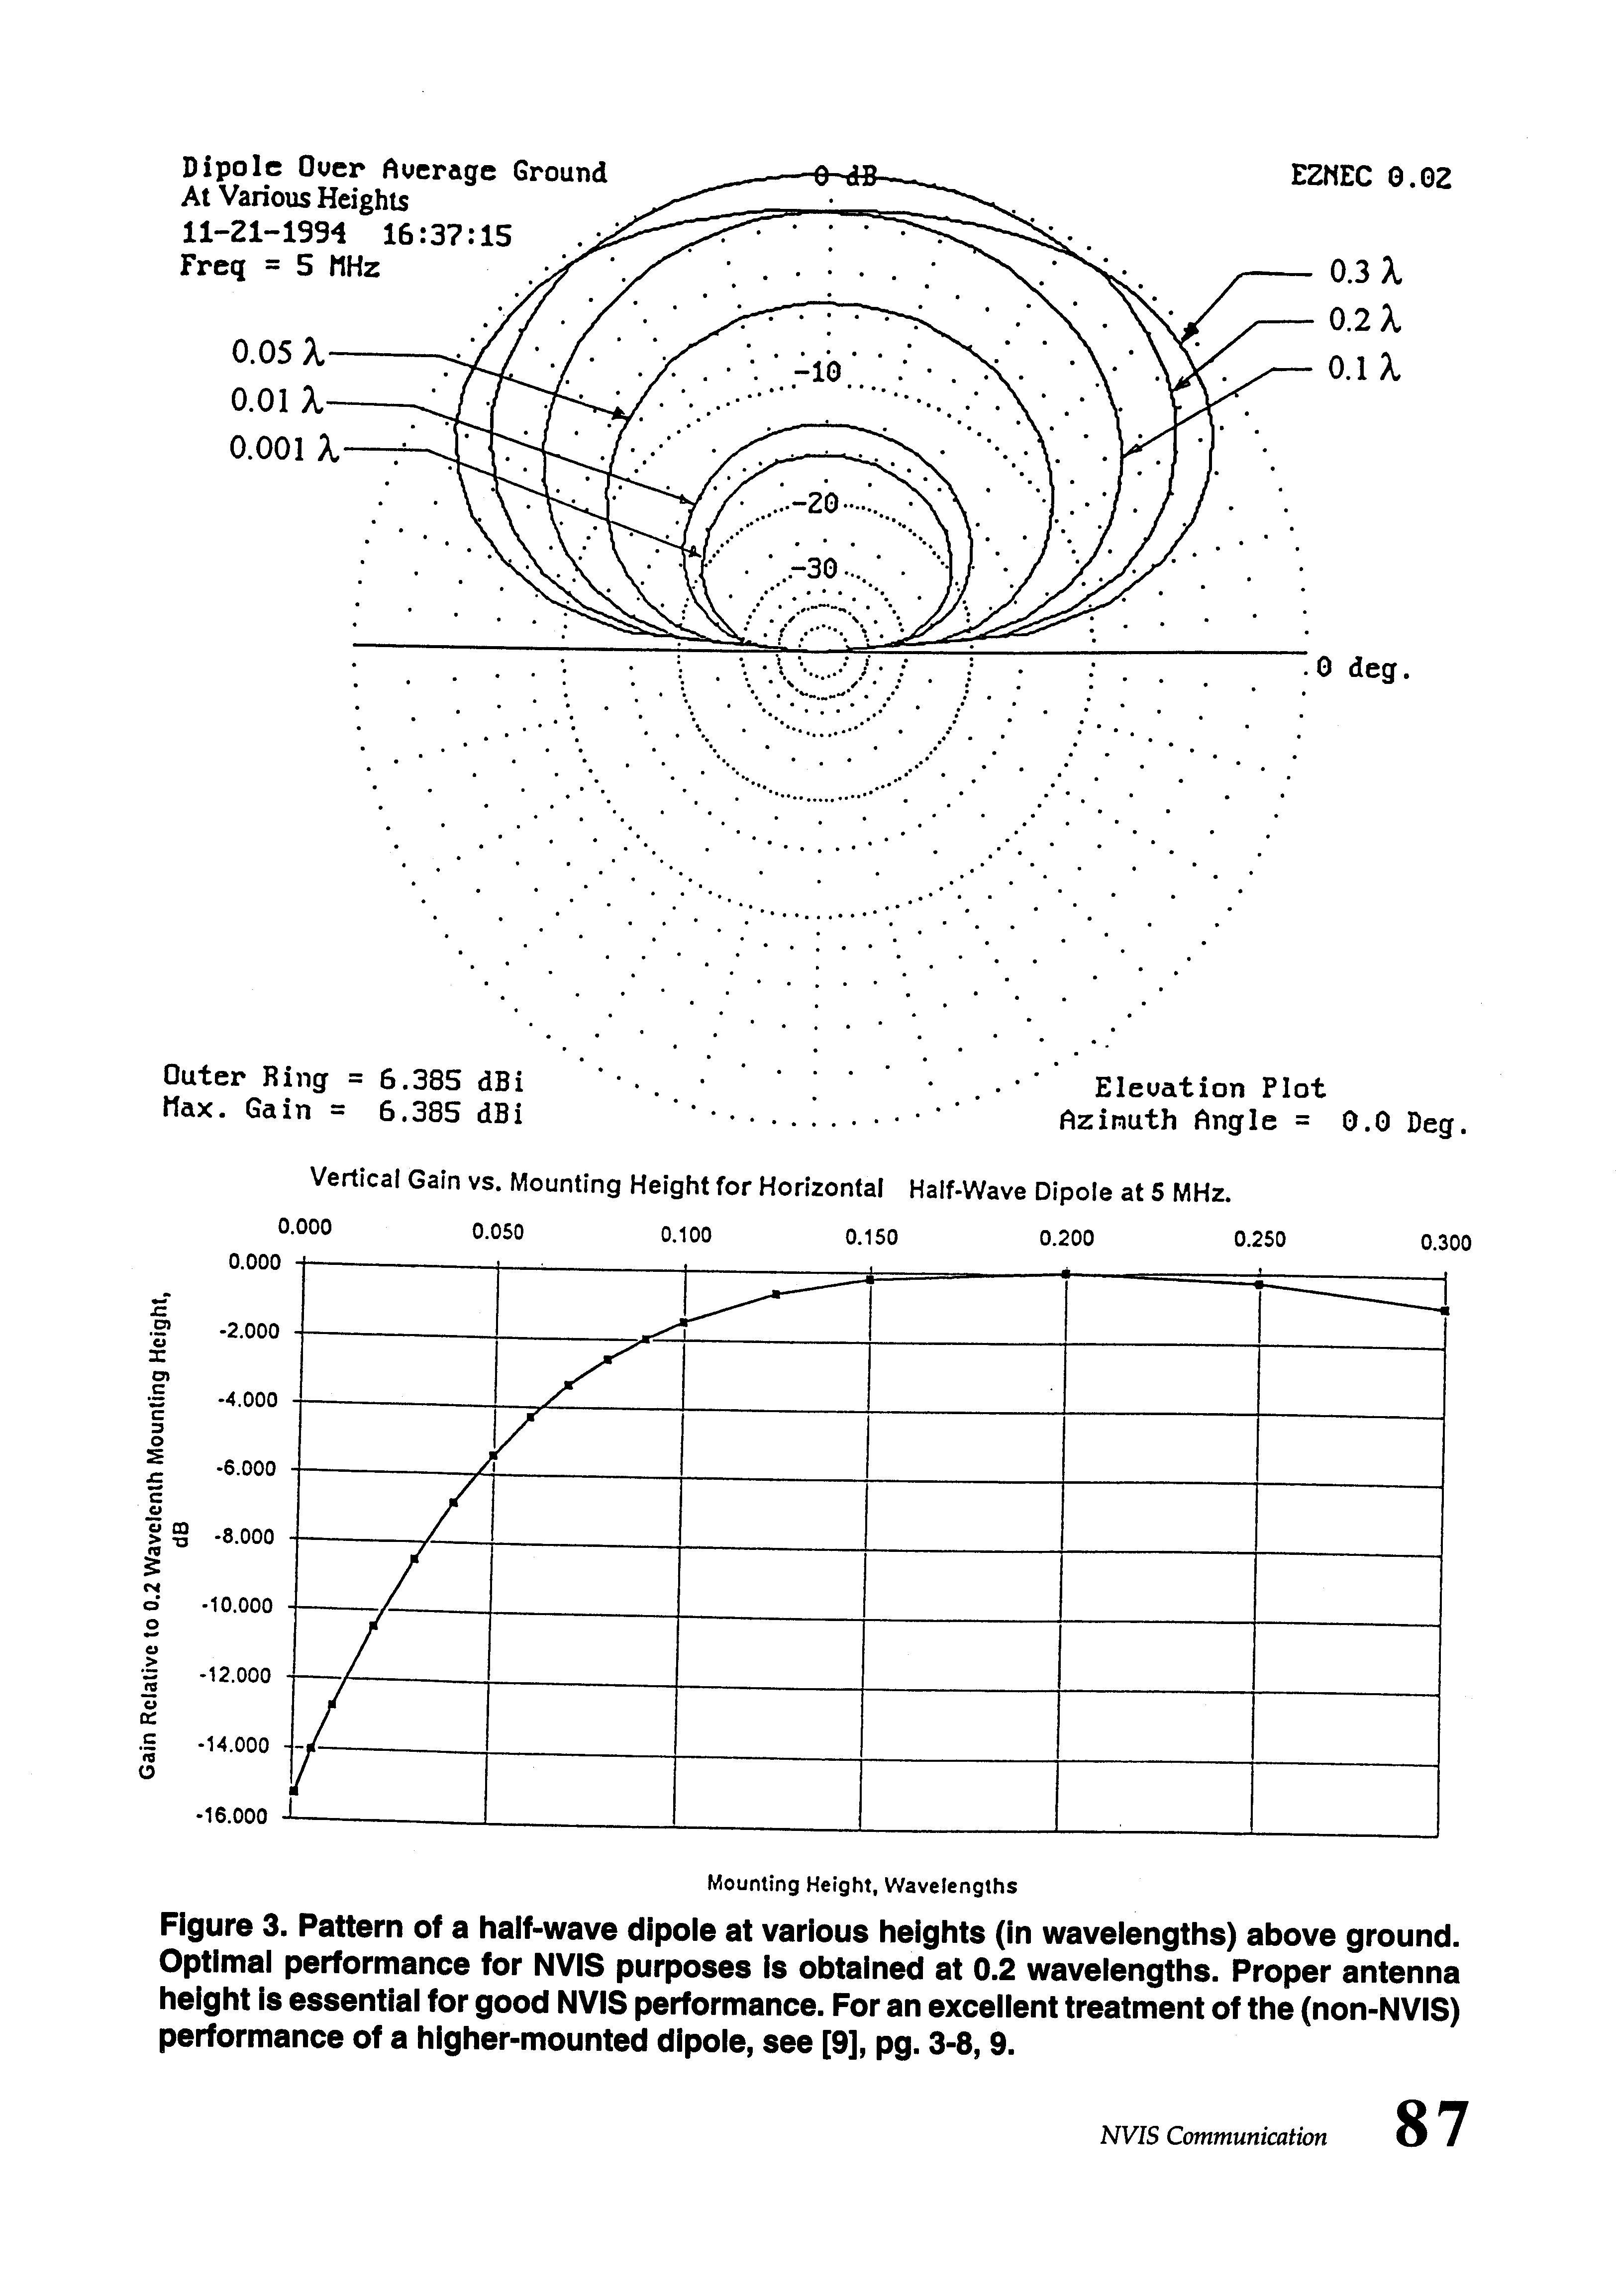 Dipole Over Average Ground
At Various Heights
11-21-1994 16:37:15
Freq = 5 MHz
0 dB
EZNEC 0.02
0.3 λ
0.2 λ
0.1 λ
0.05 λ
0.01 λ
0.001 λ
-10
-20
-30
0 deg.
Outer Ring = 6.385 dBi
Max. Gain = 6.385 dBi
Elevation Plot
Azimuth Angle = 0.0 Deg.
Vertical Gain vs. Mounting Height for Horizontal Half-Wave Dipole at 5 MHz.
0.000 0.050 0.100 0.150 0.200 0.250 0.300
0.000
-2.000
-4.000
-6.000
-8.000
-10.000
-12.000
-14.000
-16.000
Gain Relative to 0.2 Wavelenth Mounting Height,
dB
Mounting Height, Wavelengths
Figure 3. Pattern of a half-wave dipole at various heights (in wavelengths) above ground.
Optimal performance for NVIS purposes is obtained at 0.2 wavelengths. Proper antenna
height is essential for good NVIS performance. For an excellent treatment of the (non-NVIS)
performance of a higher-mounted dipole, see [9], pg. 3-8, 9.
NVIS Communication 87